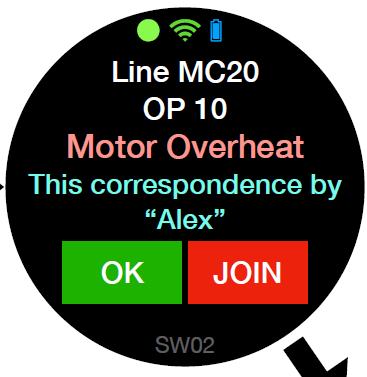 Line MC20
OP 10
Motor Overheat
This correspondence by
“Alex”
OK JOIN
SW02